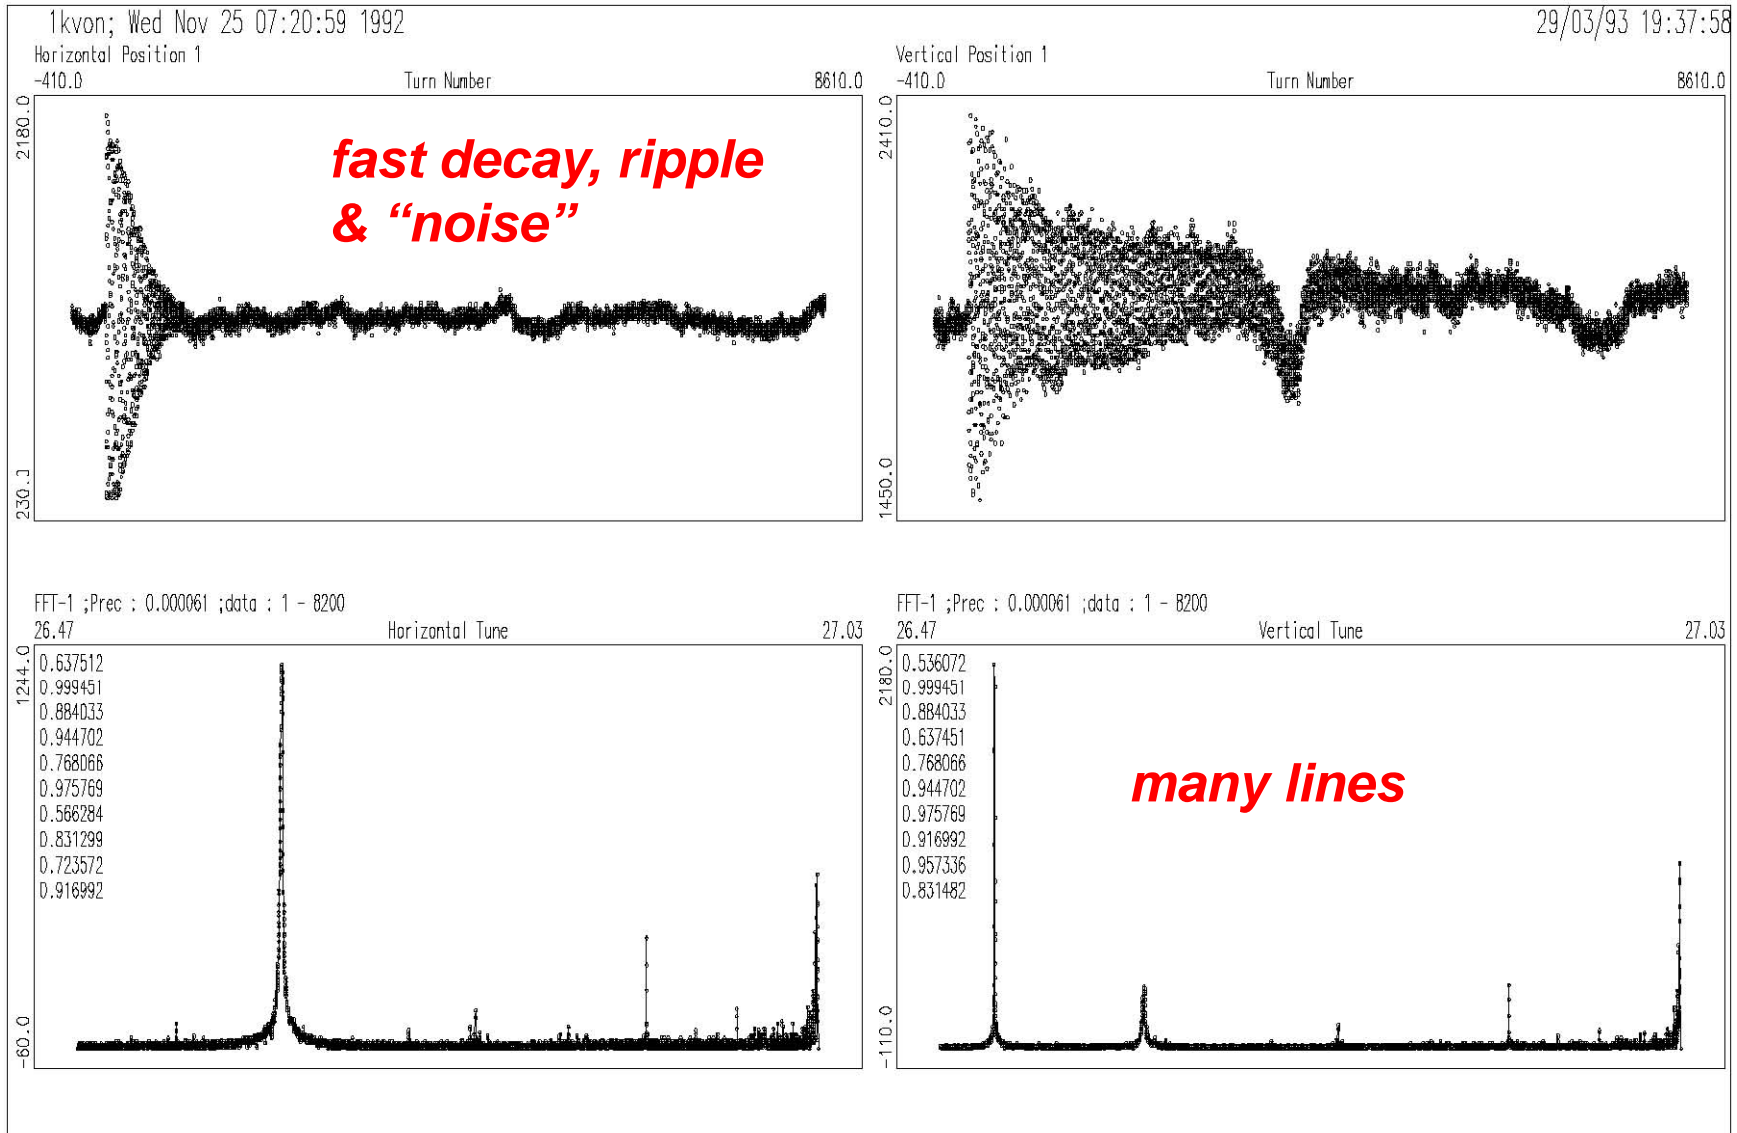 1kvon; Wed Nov 25 07:20:59 1992
29/03/93 19:37:58
Horizontal Position 1
-410.0 Turn Number 8610.0
2180.0
230.0
fast decay, ripple
& “noise”
Vertical Position 1
-410.0 Turn Number 8610.0
2410.0
1450.0
FFT-1 ;Prec : 0.000061 ;data : 1 - 8200
26.47 Horizontal Tune 27.03
1244.0
-60.0
0.637512
0.999451
0.884033
0.944702
0.768066
0.975769
0.566284
0.831299
0.723572
0.916992
FFT-1 ;Prec : 0.000061 ;data : 1 - 8200
26.47 Vertical Tune 27.03
2180.0
-110.0
0.536072
0.999451
0.884033
0.637451
0.768066
0.944702
0.975769
0.916992
0.957336
0.831482
many lines